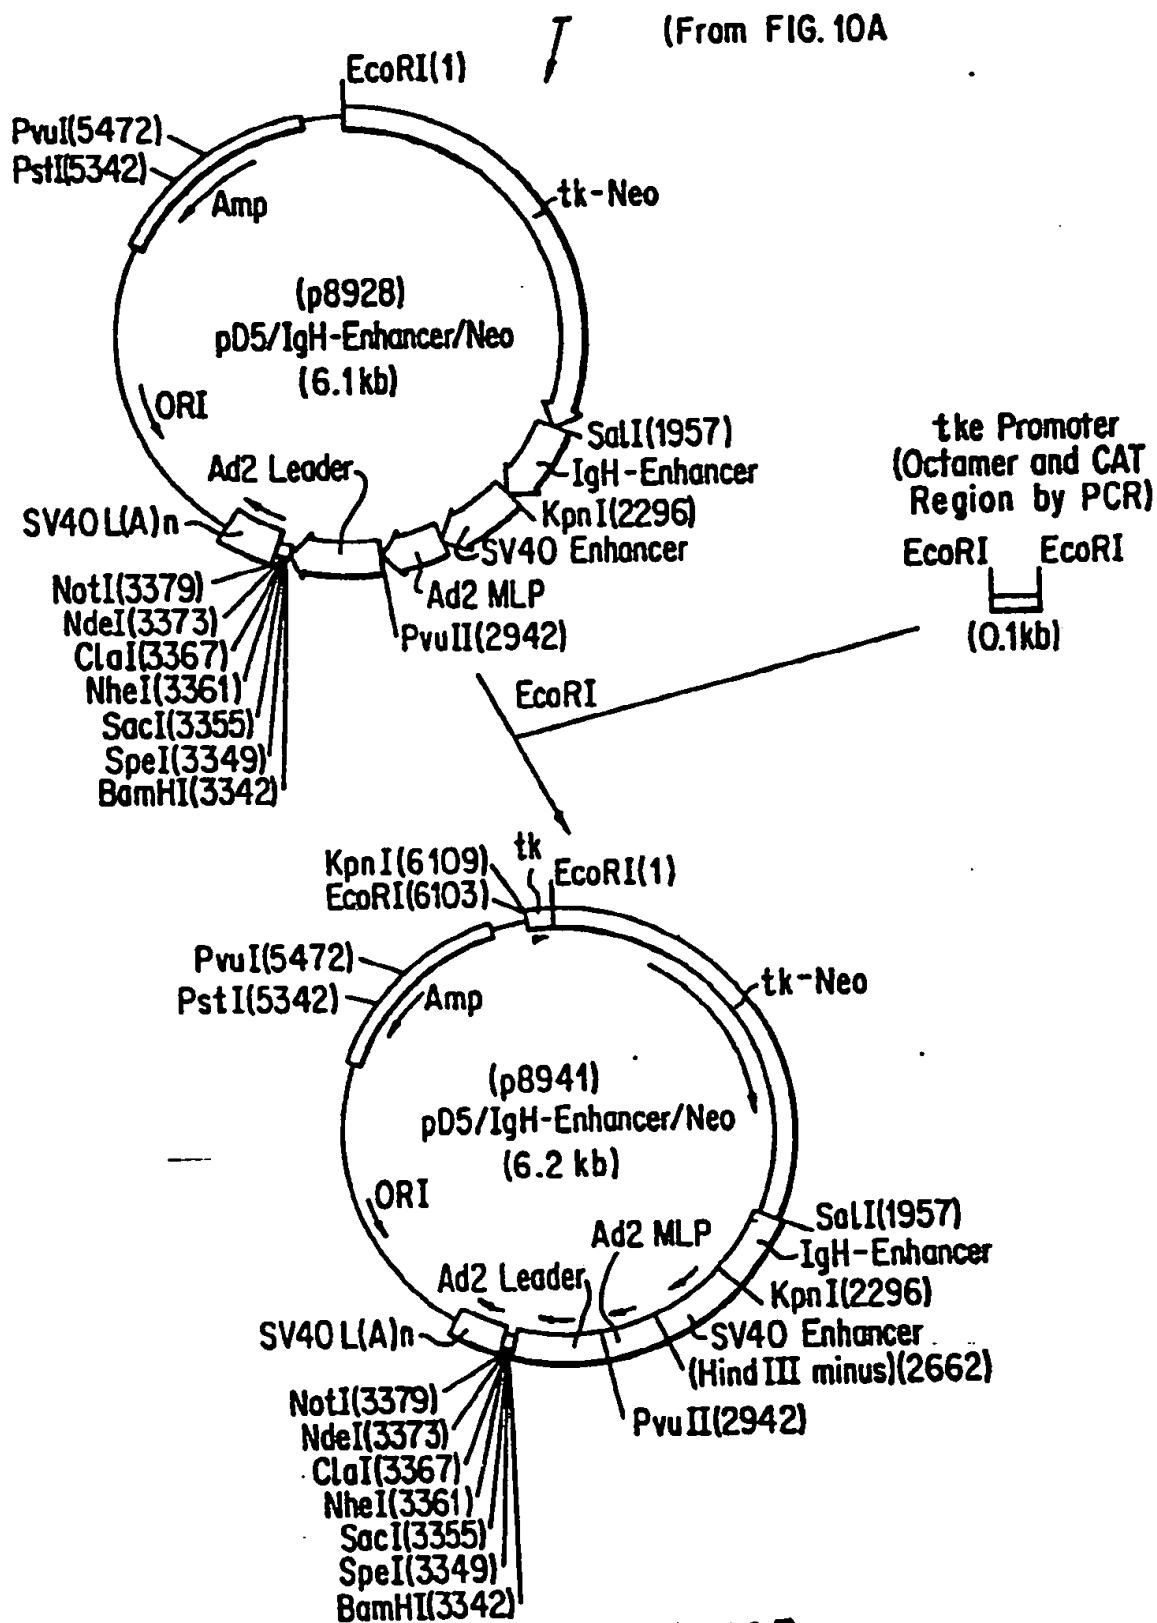 (From FIG. 10A
EcoRI(1)
PvuI(5472)
PstI(5342)
Amp
tk-Neo
(p8928)
pD5/IgH-Enhancer/Neo
(6.1kb)
ORI
SalI(1957)
IgH-Enhancer
KpnI(2296)
SV40 Enhancer
Ad2 Leader
Ad2 MLP
PvuII(2942)
SV40L(A)n
NotI(3379)
NdeI(3373)
ClaI(3367)
NheI(3361)
SacI(3355)
SpeI(3349)
BamHI(3342)
tke Promoter
(Octamer and CAT
Region by PCR)
EcoRI EcoRI
(0.1kb)
EcoRI
KpnI(6109)
EcoRI(6103)
tk
EcoRI(1)
PvuI(5472)
PstI(5342)
Amp
tk-Neo
(p8941)
pD5/IgH-Enhancer/Neo
(6.2 kb)
ORI
SalI(1957)
IgH-Enhancer
KpnI(2296)
SV40 Enhancer
(Hind III minus)(2662)
PvuII(2942)
Ad2 MLP
Ad2 Leader
SV40L(A)n
NotI(3379)
NdeI(3373)
ClaI(3367)
NheI(3361)
SacI(3355)
SpeI(3349)
BamHI(3342)